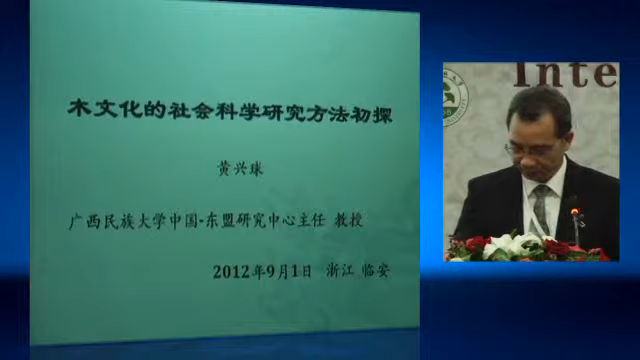 木文化的社会科学研究方法初探
黄兴球
广西民族大学中国-东盟研究中心主任 教授
2012年9月1日 浙江 临安
Inte